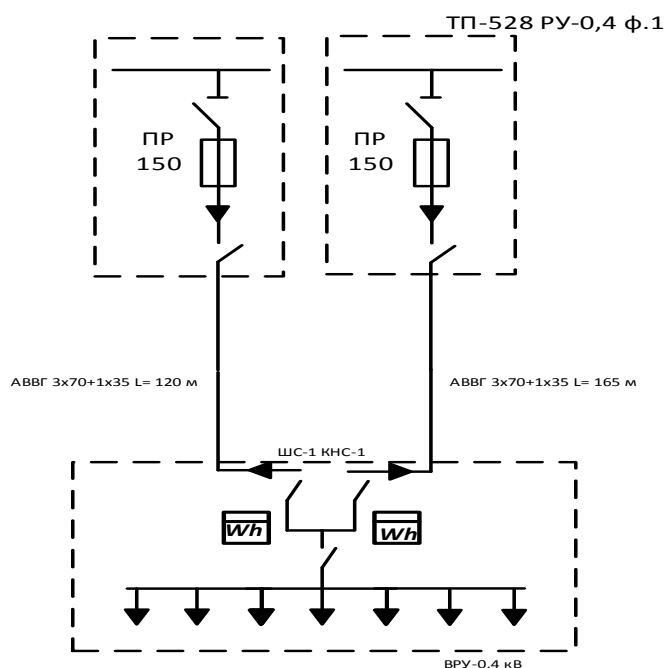 ТП-528 РУ-0,4 ф.1
ПР
150
ПР
150
АВВГ 3х70+1х35 L= 120 м
АВВГ 3х70+1х35 L= 165 м
ШС-1 КНС-1
Wh
Wh
ВРУ-0.4 кВ